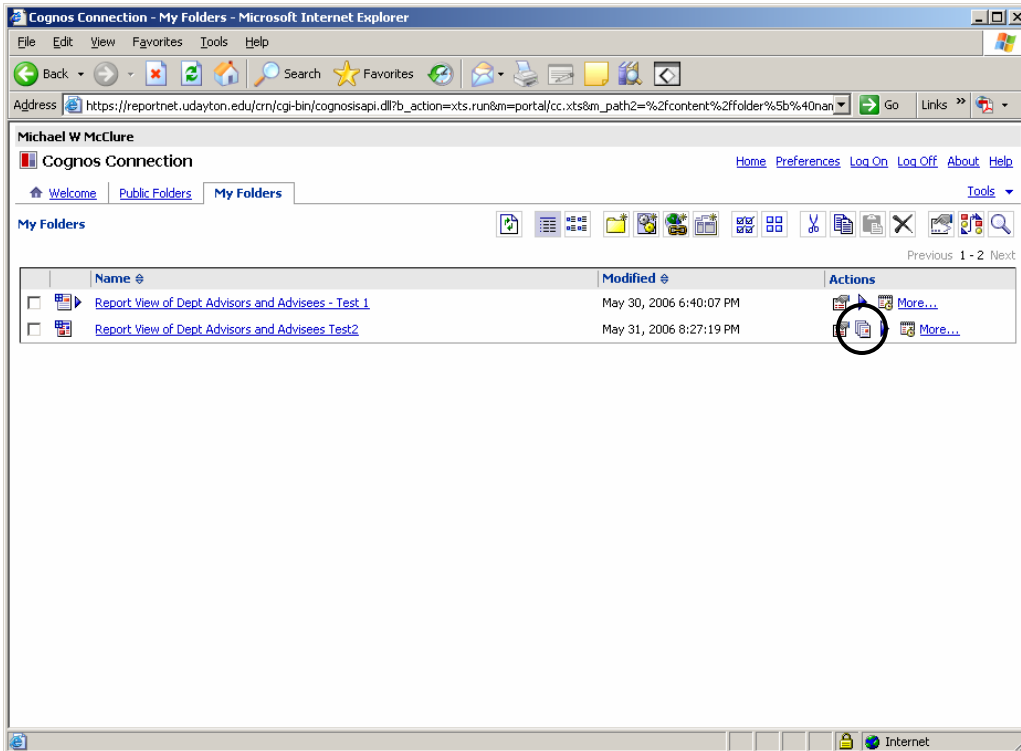 Cognos Connection - My Folders - Microsoft Internet Explorer
File Edit View Favorites Tools Help
Back Search Favorites
Address https://reportnet.udayton.edu/crn/cgi-bin/cognosisapi.dll?b_action=xts.run&m=portal/cc.xts&m_path2=%2fcontent%2ffolder%5b%40nan Go Links »
Michael W McClure
Cognos Connection Home Preferences Log On Log Off About Help
Welcome Public Folders My Folders Tools
My Folders
Previous 1 - 2 Next
Name Modified Actions
Report View of Dept Advisors and Advisees - Test 1 May 30, 2006 6:40:07 PM More...
Report View of Dept Advisors and Advisees Test2 May 31, 2006 8:27:19 PM More...
Internet